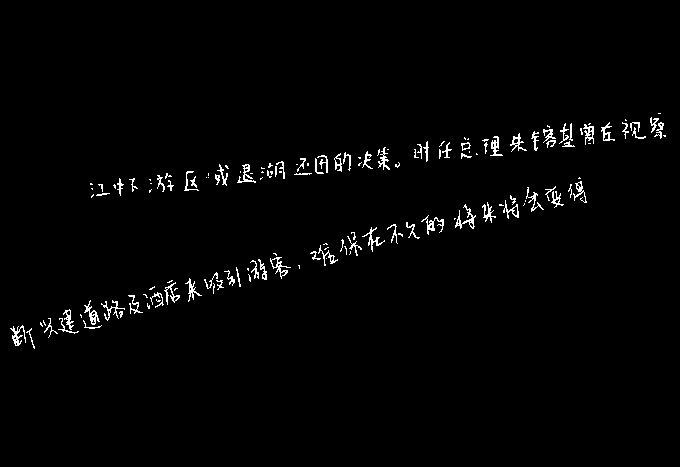 江中下游区域退湖还田的决策。时任总理朱镕基曾在视察
断兴建道路及酒店来吸引游客，难保在不久的将来将会变得